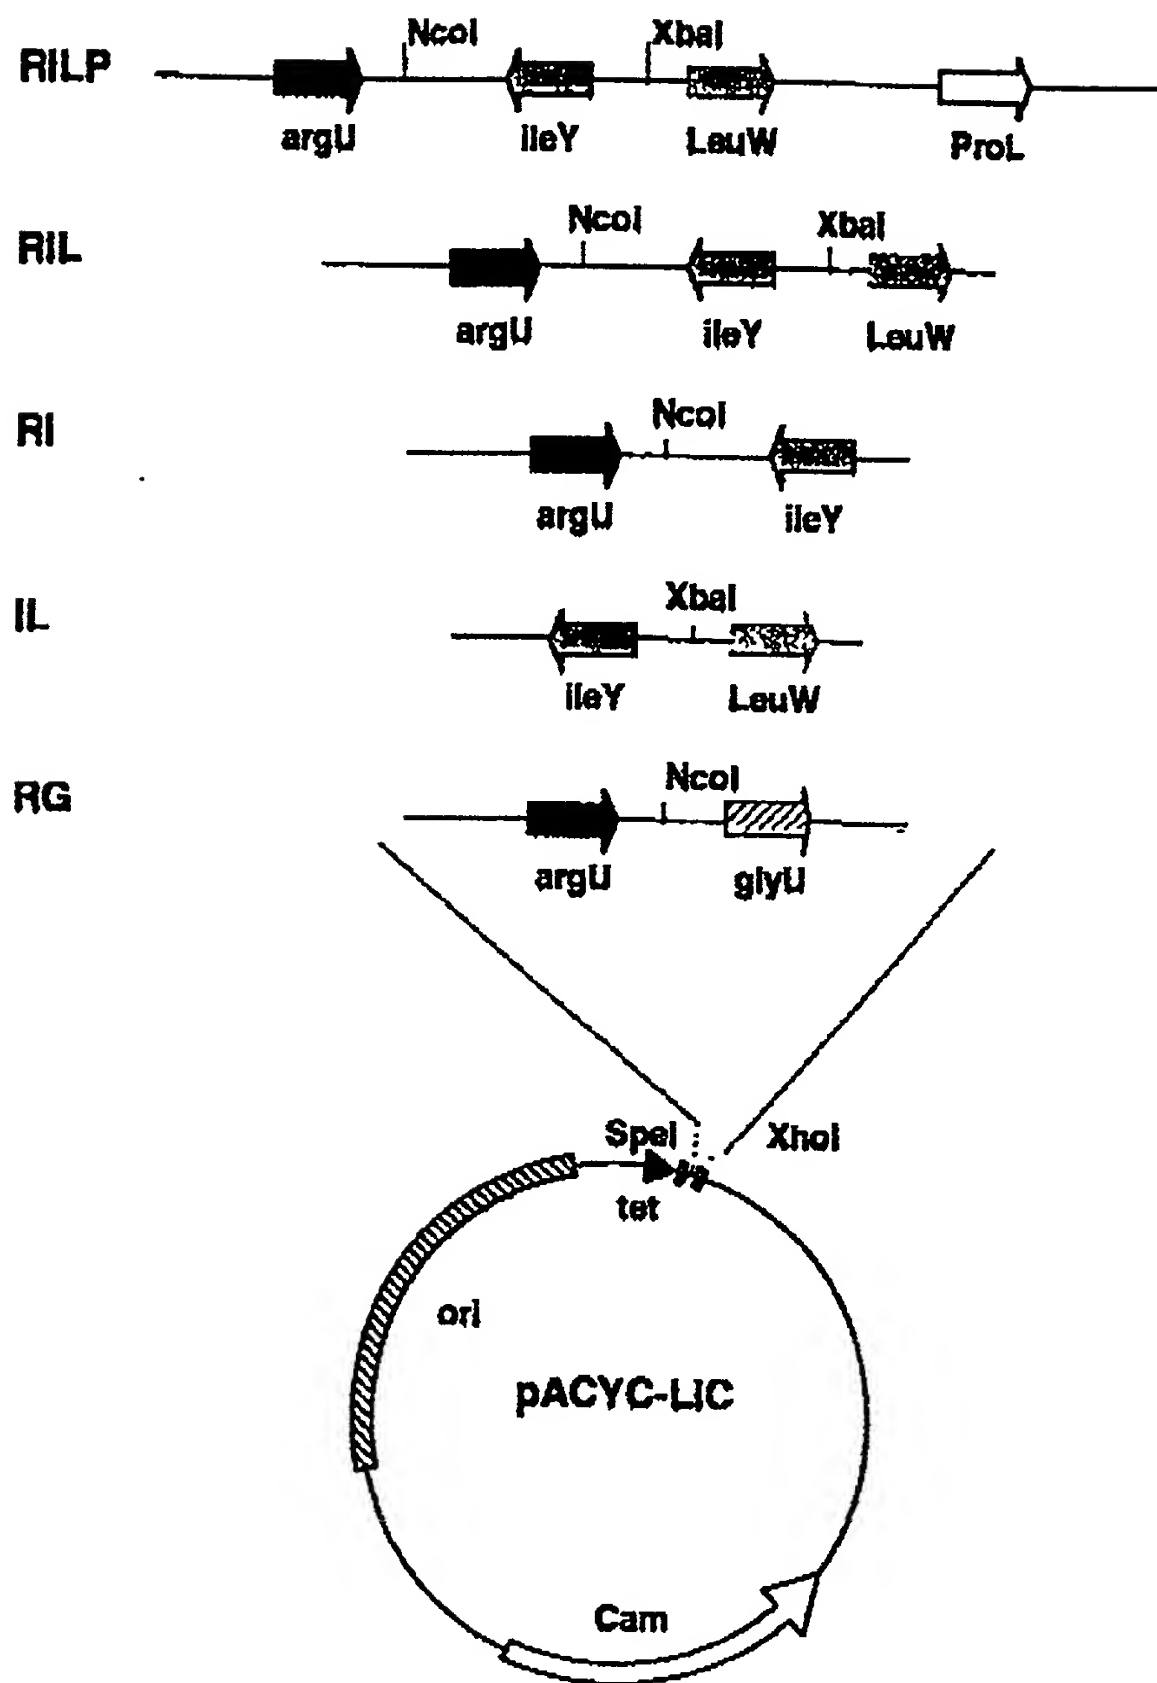 NcoI XbaI
RILP
argU ileY LeuW ProL
NcoI XbaI
RIL
argU ileY LeuW
NcoI
RI
argU ileY
XbaI
IL
ileY LeuW
NcoI
RG
argU glyU
SpeI XhoI
tet
ori
pACYC-LIC
Cam